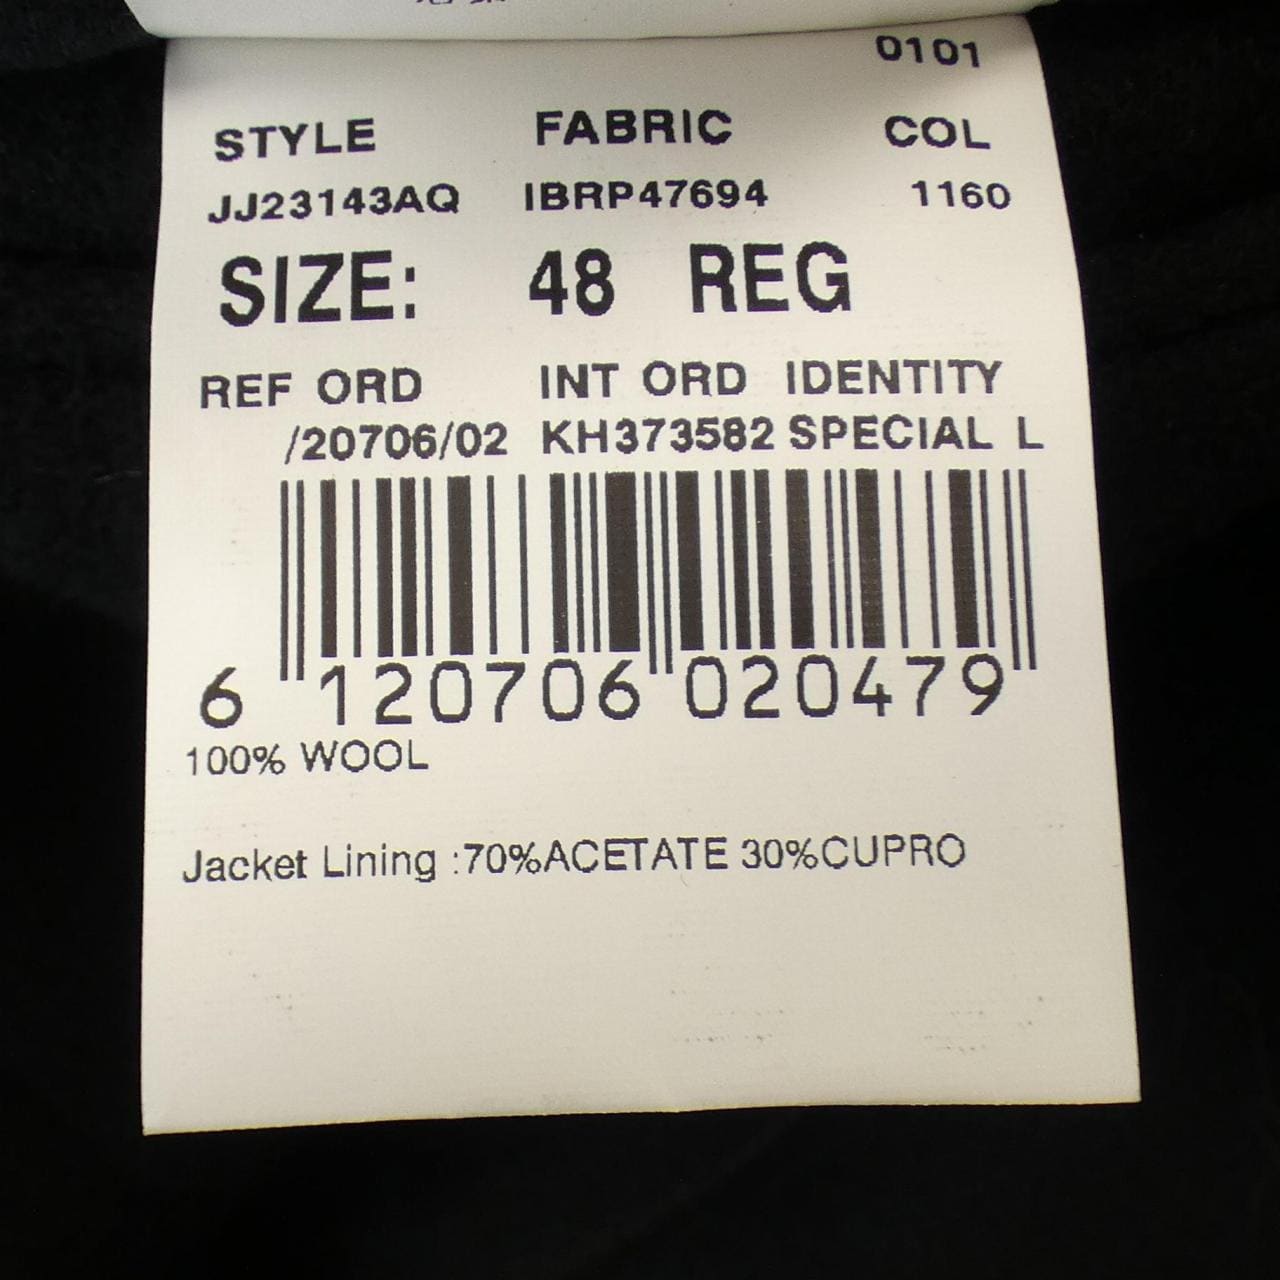 0101
STYLE FABRIC COL
JJ23143AQ IBRP47694 1160
SIZE: 48 REG
REF ORD INT ORD IDENTITY
/20706/02 KH373582 SPECIAL L
6 120706 020479
100% WOOL
Jacket Lining :70%ACETATE 30%CUPRO